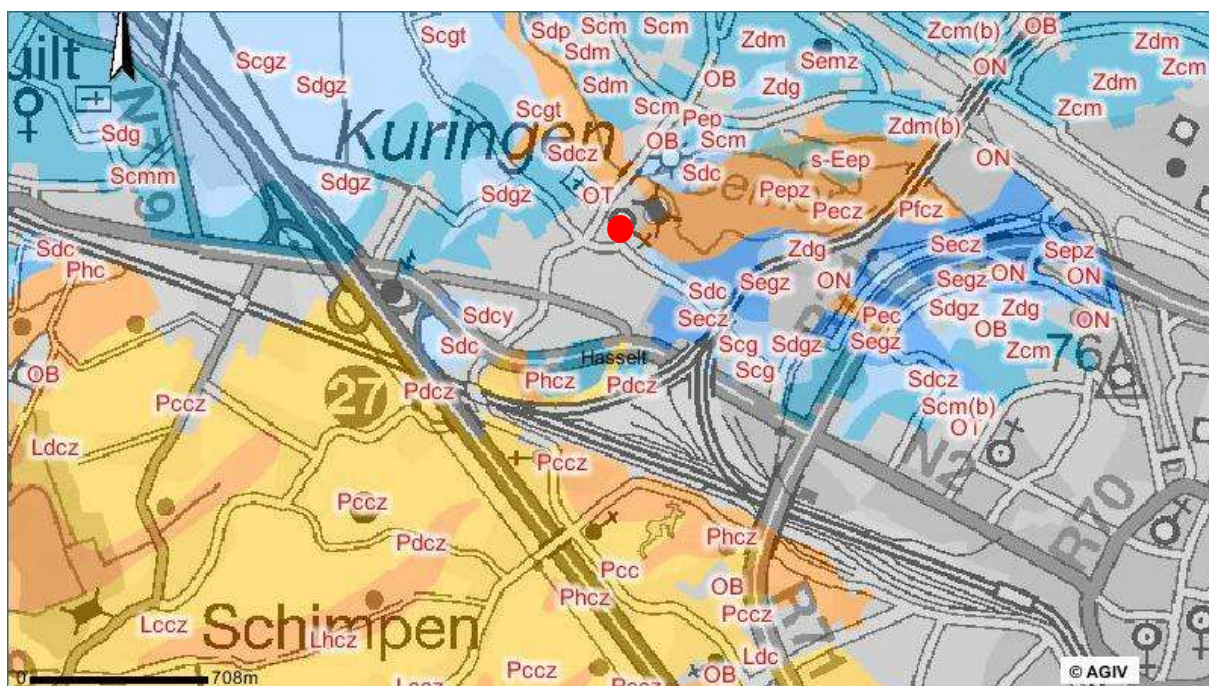 Scgt
Sdp
Scm
Scm
Zdm
Zcm(b)
OB
Zdm
Zcm
Scgz
Sdm
Semz
ON
uilt
Sdgz
Sdm
OB
Zdg
Zdm
Zcm
Scgt
Scm
Pep
Sdg
Kuringen
OB
Scm
Zdm(b)
Scmm
Sdcz
Sdc
s-Eep
ON
Sdgz
Sdgz
OT
Pepz
Pecz
Pfcz
Sdc
Zdg
Secz
Sepz
Phc
Segz
ON
Segz
ON
ON
Sdc
Sdcy
Secz
Pec
Sdgz
Zdg
ON
Sdc
Scg
Sdgz
Segz
OB
Hasselt
Zcm
76
OB
Scg
Phcz
Pdcz
Pdcz
Sdcz
Pccz
27
Scm(b)
Ldcz
N2
Pccz
R70
Pccz
Pdcz
Phcz
Pcc
OB
Phcz
Pccz
Lccz
Schimpen
Lhcz
Ldc
R71
Pccz
OB
0
708m
© AGIV